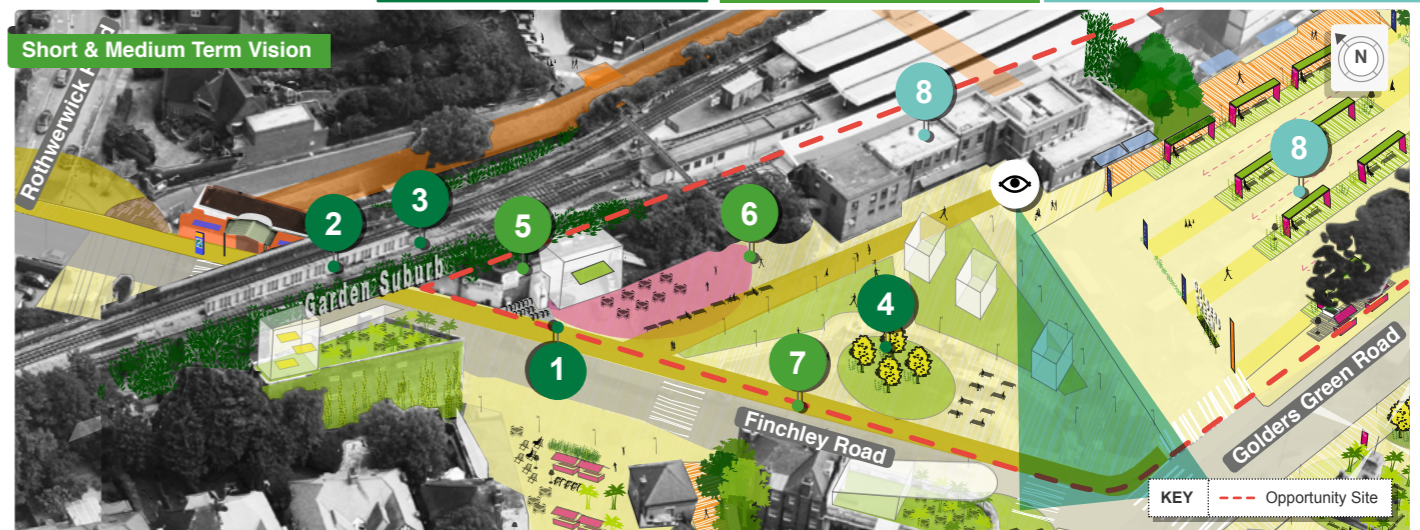 Short & Medium Term Vision
Rothwerwick R d
N
8
8
2
3
5
6
Garden Suburb
4
1
7
Finchley Road
Golders Green Road
KEY
Opportunity Site